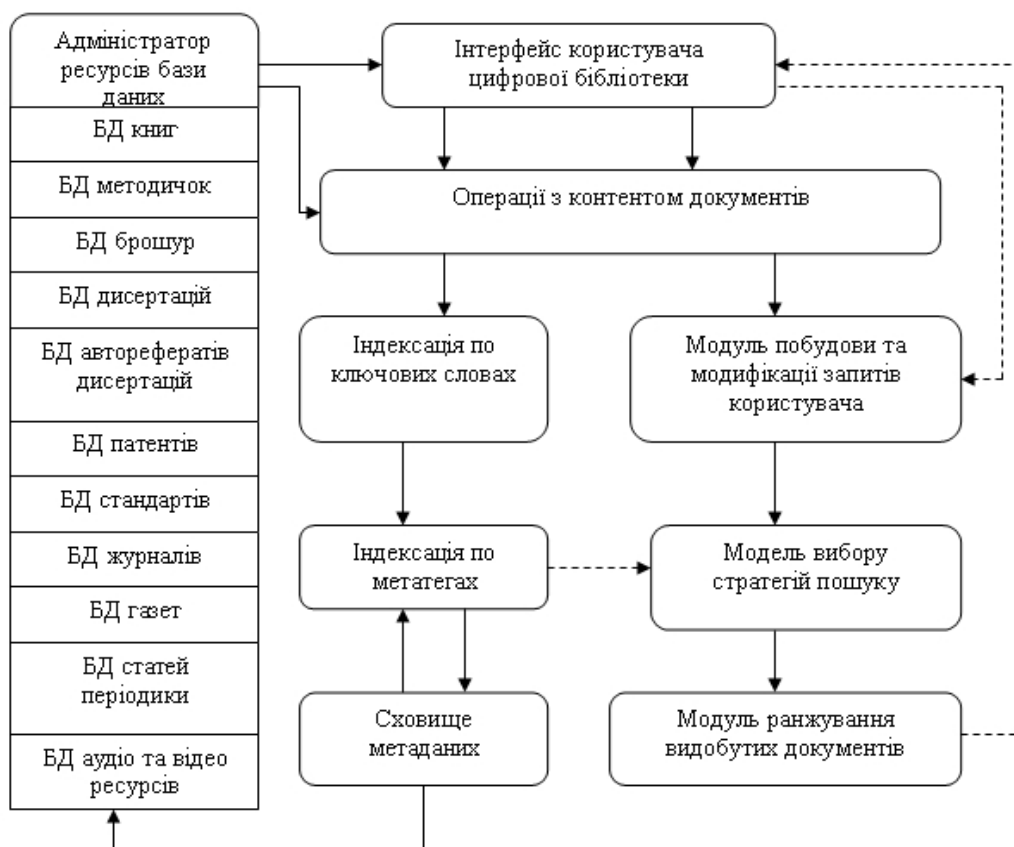 Адміністратор
ресурсів бази
даних
БД книг
БД методичок
БД брошур
БД дисертацій
БД авторефератів
дисертацій
БД патентів
БД стандартів
БД журналів
БД газет
БД статей
періодики
БД аудіо та відео
ресурсів
Інтерфейс користувача
цифрової бібліотеки
Операції з контентом документів
Індексація по
ключових словах
Модуль побудови та
модифікації запитів
користувача
Індексація по
метатегах
Модель вибору
стратегій пошуку
Сховище
метаданих
Модуль ранжування
видобутих документів